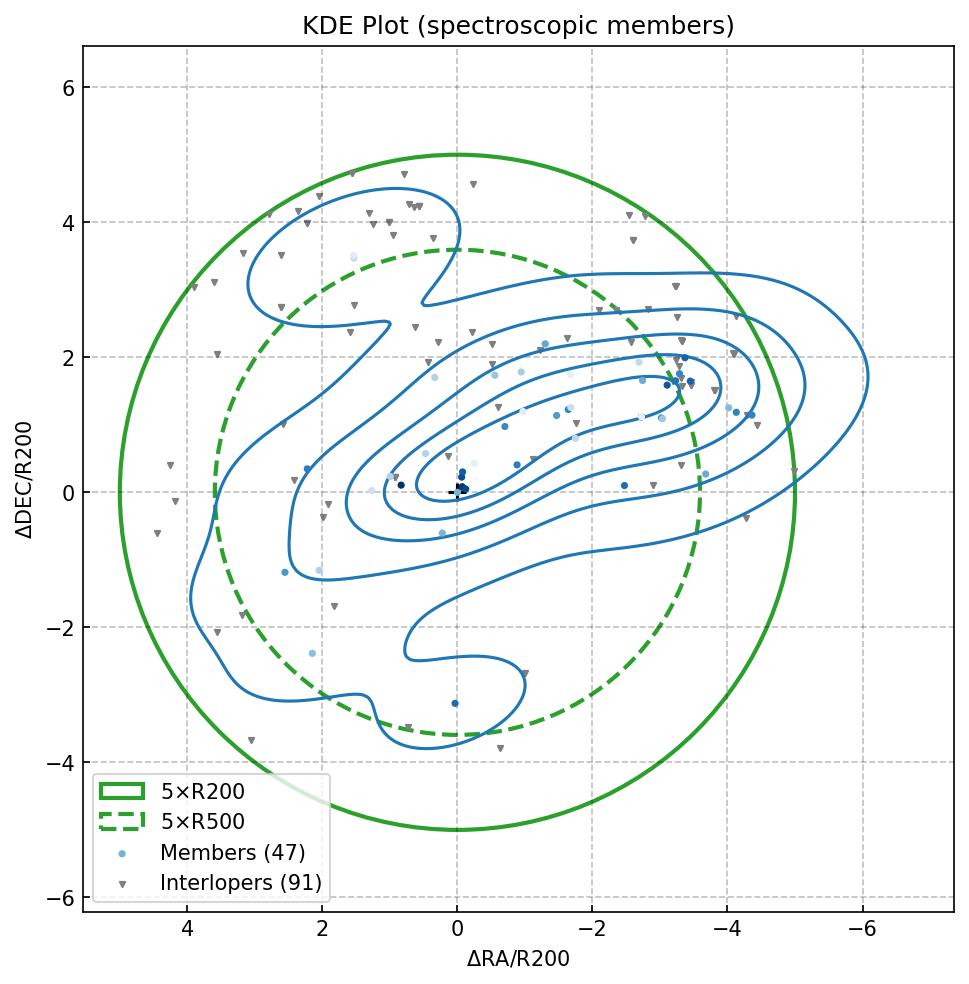 KDE Plot (spectroscopic members)
6
4
2
0
−2
−4
−6
ΔDEC/R200
5×R200
5×R500
Members (47)
Interlopers (91)
4 2 0 −2 −4 −6
ΔRA/R200